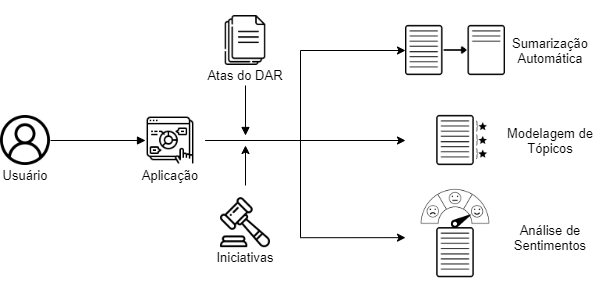 Atas do DAR
Sumarização
Automática
Usuário
Aplicação
Modelagem de
Tópicos
Iniciativas
Análise de
Sentimentos